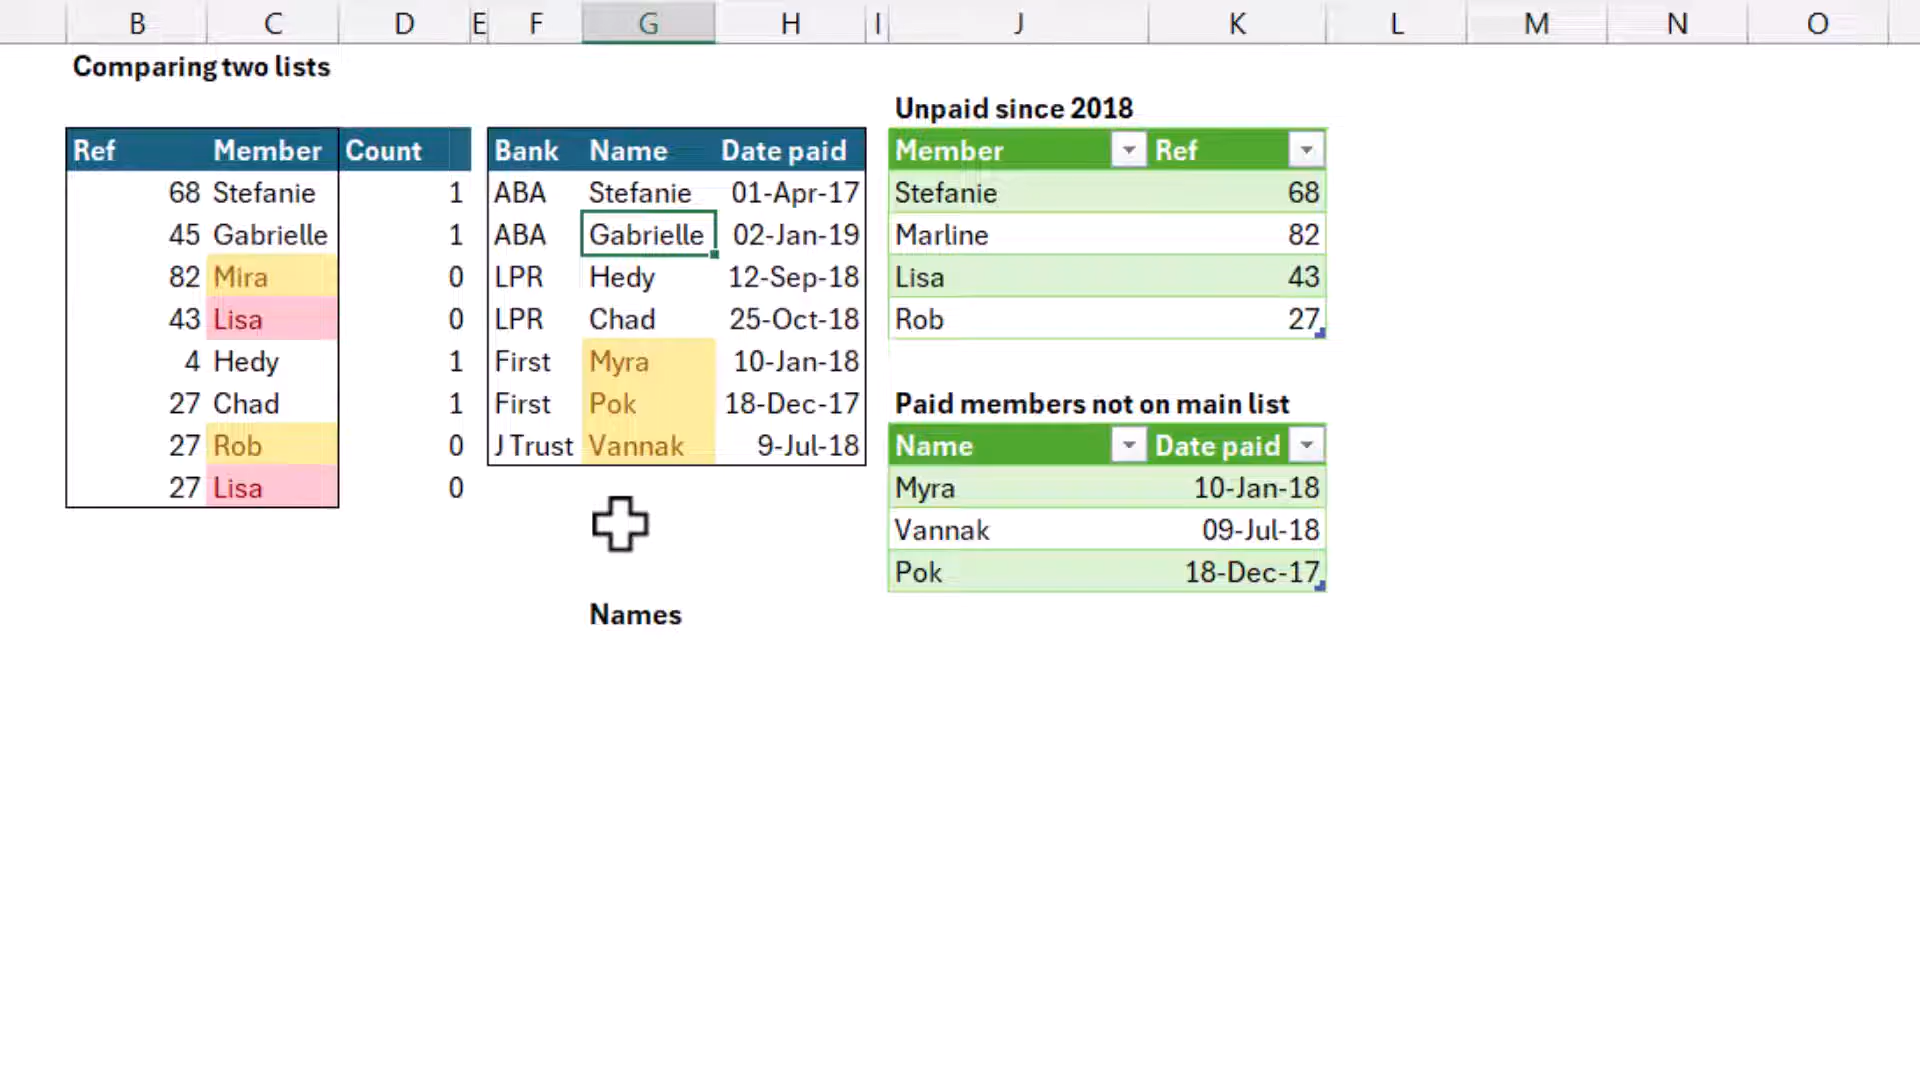 B C D E F G H I J K L M N O
Comparing two lists
Unpaid since 2018
Ref Member Count Bank Name Date paid Member Ref
68 Stefanie 1 ABA Stefanie 01-Apr-17 Stefanie 68
45 Gabrielle 1 ABA Gabrielle 02-Jan-19 Marline 82
82 Mira 0 LPR Hedy 12-Sep-18 Lisa 43
43 Lisa 0 LPR Chad 25-Oct-18 Rob 27
4 Hedy 1 First Myra 10-Jan-18
27 Chad 1 First Pok 18-Dec-17 Paid members not on main list
27 Rob 0 J Trust Vannak 9-Jul-18 Name Date paid
27 Lisa 0 Myra 10-Jan-18
Vannak 09-Jul-18
Pok 18-Dec-17
Names